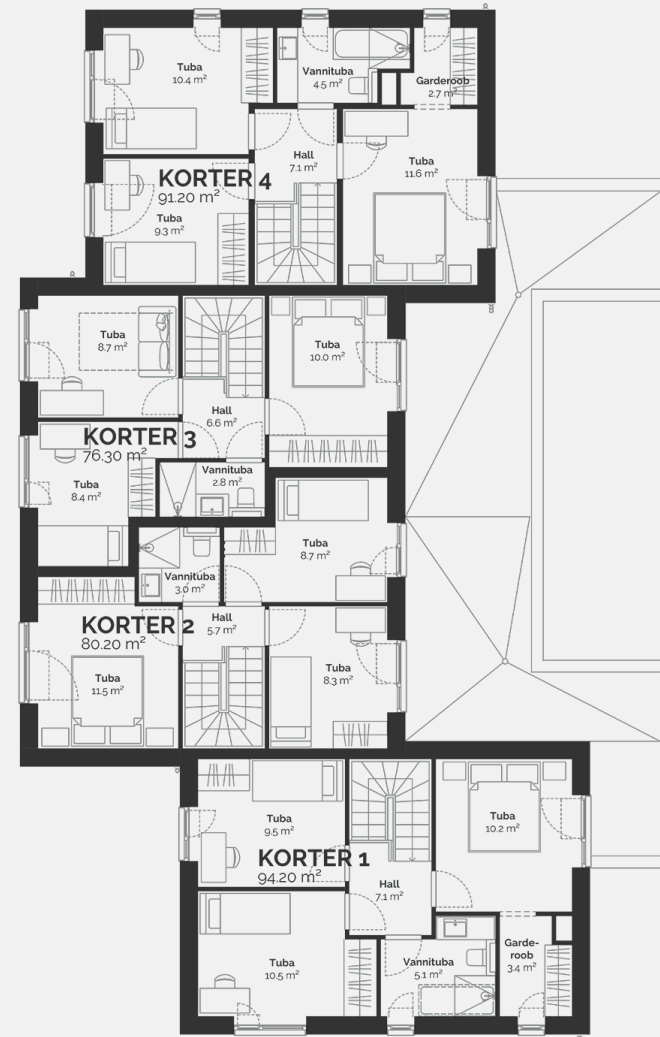 Tuba
10.4 m²
Vannituba
4.5 m²
Garderoob
2.7 m²
Hall
7.1 m²
Tuba
11.6 m²
KORTER 4
91.20 m²
Tuba
9.3 m²
Tuba
8.7 m²
Tuba
10.0 m²
Hall
6.6 m²
KORTER 3
76.30 m²
Tuba
8.4 m²
Vannituba
2.8 m²
Tuba
8.7 m²
Vannituba
3.0 m²
Hall
5.7 m²
KORTER 2
80.20 m²
Tuba
11.5 m²
Tuba
8.3 m²
Tuba
9.5 m²
Tuba
10.2 m²
KORTER 1
94.20 m²
Hall
7.1 m²
Tuba
10.5 m²
Vannituba
5.1 m²
Garde-
roob
3.4 m²